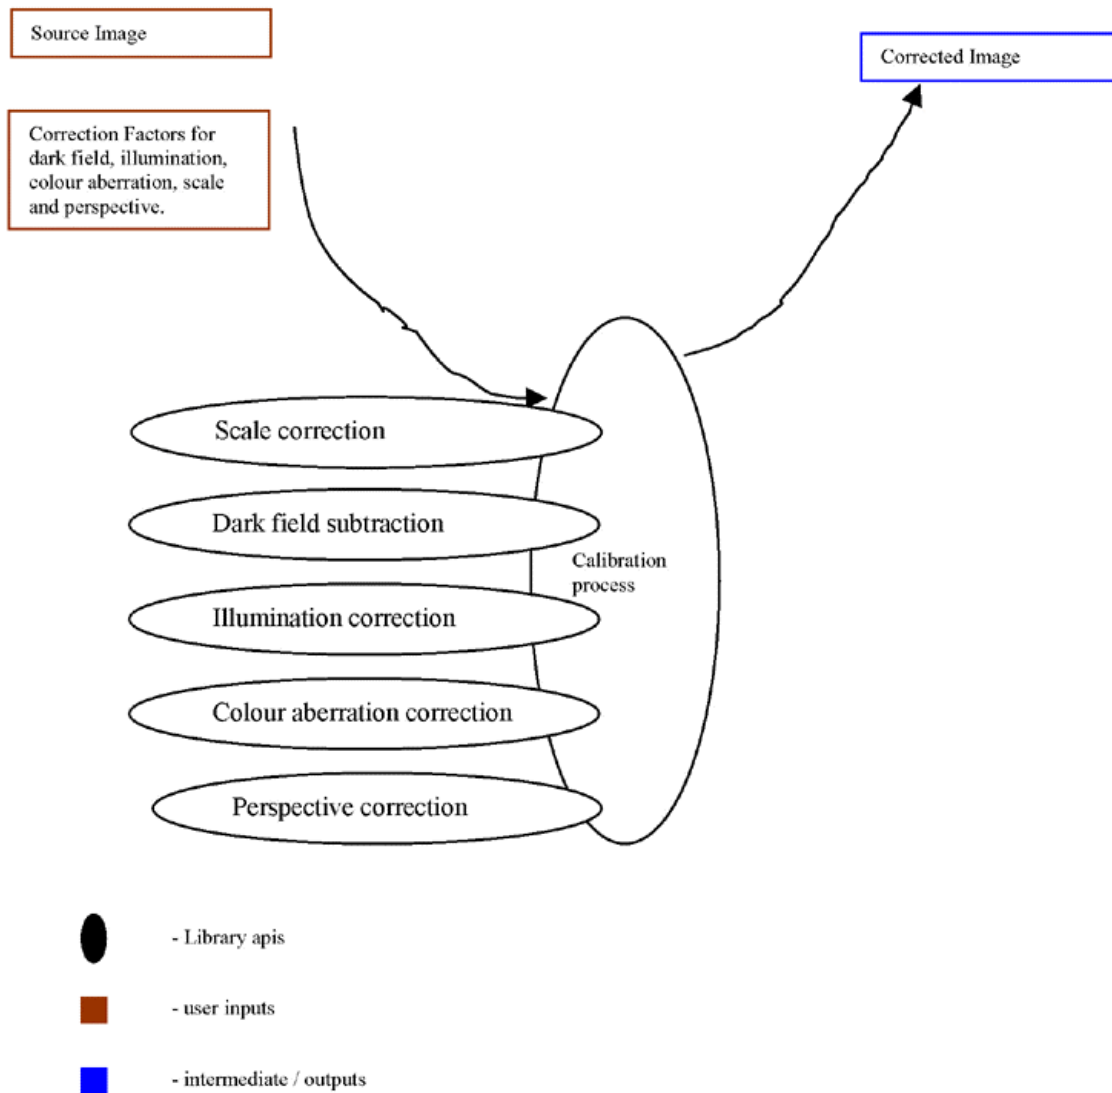 Source Image
Corrected Image
Correction Factors for
dark field, illumination,
colour aberration, scale
and perspective.
Scale correction
Dark field subtraction
Calibration
process
Illumination correction
Colour aberration correction
Perspective correction
- Library apis
- user inputs
- intermediate / outputs